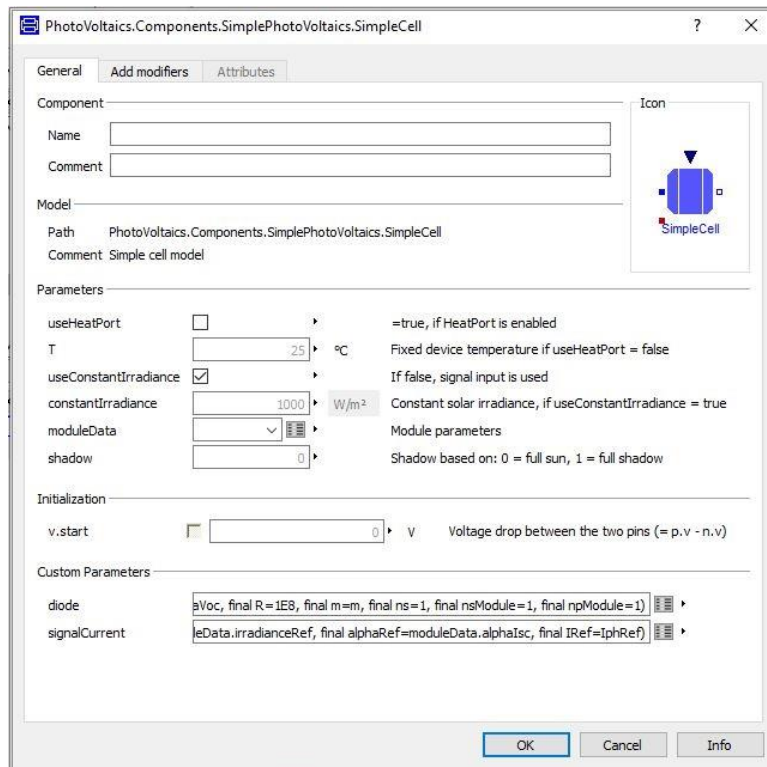 PhotoVoltaics.Components.SimplePhotoVoltaics.SimpleCell ? X
General Add modifiers Attributes
Component
Icon
Name
Comment
SimpleCell
Model
Path PhotoVoltaics.Components.SimplePhotoVoltaics.SimpleCell
Comment Simple cell model
Parameters
useHeatPort =true, if HeatPort is enabled
T 25 ºC Fixed device temperature if useHeatPort = false
useConstantIrradiance If false, signal input is used
constantIrradiance 1000 W/m² Constant solar irradiance, if useConstantIrradiance = true
moduleData Module parameters
shadow 0 Shadow based on: 0 = full sun, 1 = full shadow
Initialization
v.start 0 V Voltage drop between the two pins (= p.v - n.v)
Custom Parameters
diode aVoc, final R=1E8, final m=m, final ns=1, final nsModule=1, final npModule=1)
signalCurrent leData.irradianceRef, final alphaRef=moduleData.alphaIsc, final IRef=IphRef)
OK Cancel Info